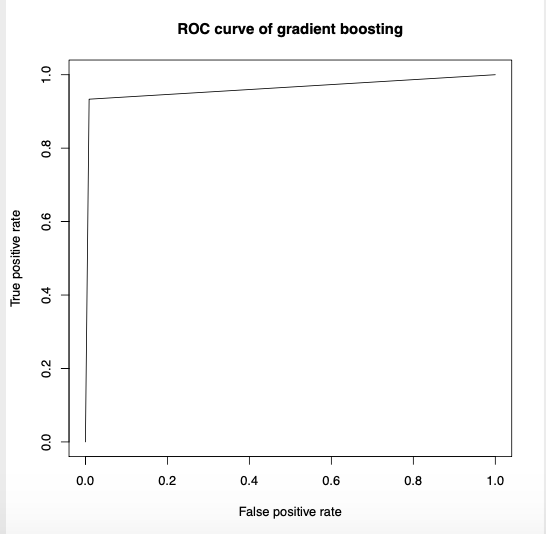 ROC curve of gradient boosting
True positive rate
1.0
0.8
0.6
0.4
0.2
0.0
0.0 0.2 0.4 0.6 0.8 1.0
False positive rate